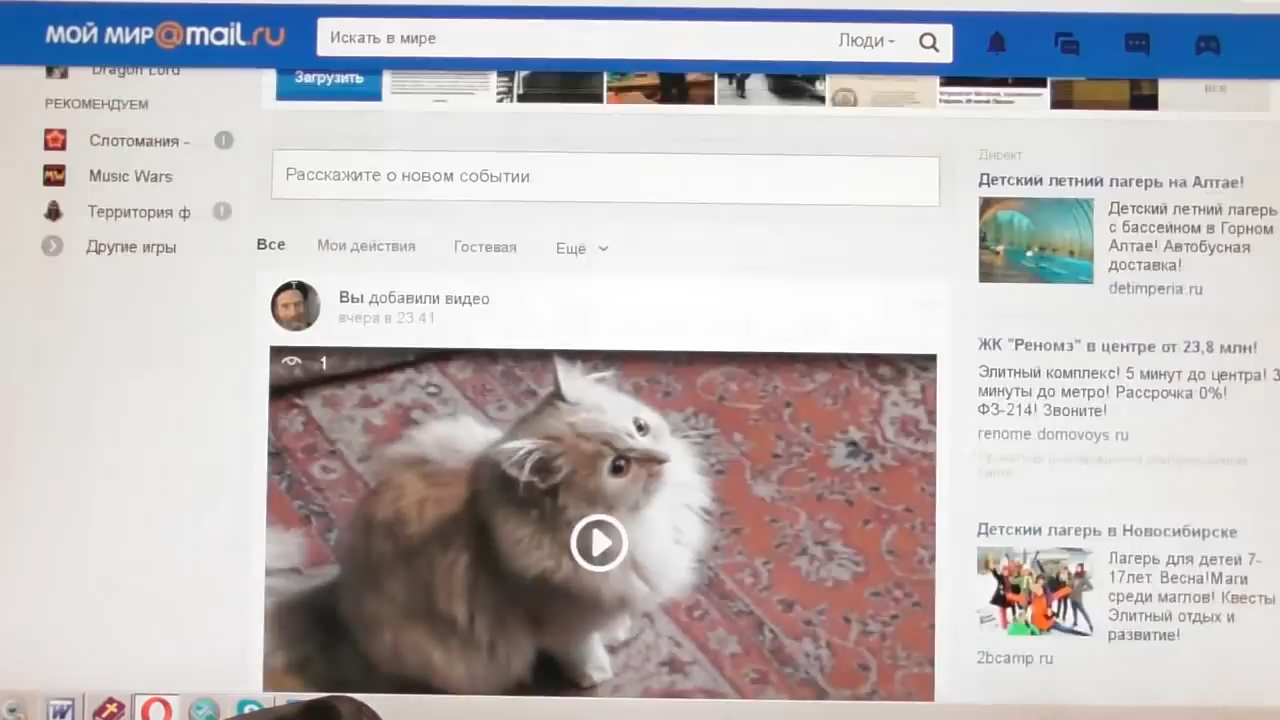 МОЙ МИР@mail.ru
Искать в мире
Люди
Dragon Lord
Загрузить
ВСЕ
РЕКОМЕНДУЕМ
Слотомания -
Music Wars
Территория ф
Другие игры
Расскажите о новом событии
Все
Мои действия
Гостевая
Ещё
Вы добавили видео
вчера в 23:41
1
Директ
Детский летний лагерь на Алтае!
Детский летний лагерь
с бассейном в Горном
Алтае! Автобусная
доставка!
detimperia.ru
ЖК "Реномэ" в центре от 23,8 млн!
Элитный комплекс! 5 минут до центра! 3
минуты до метро! Рассрочка 0%!
ФЗ-214! Звоните!
renome.domovoys.ru
Детский лагерь в Новосибирске
Лагерь для детей 7-
17лет. Весна!Маги
среди маглов! Квесты
Элитный отдых и
развитие!
2bcamp.ru